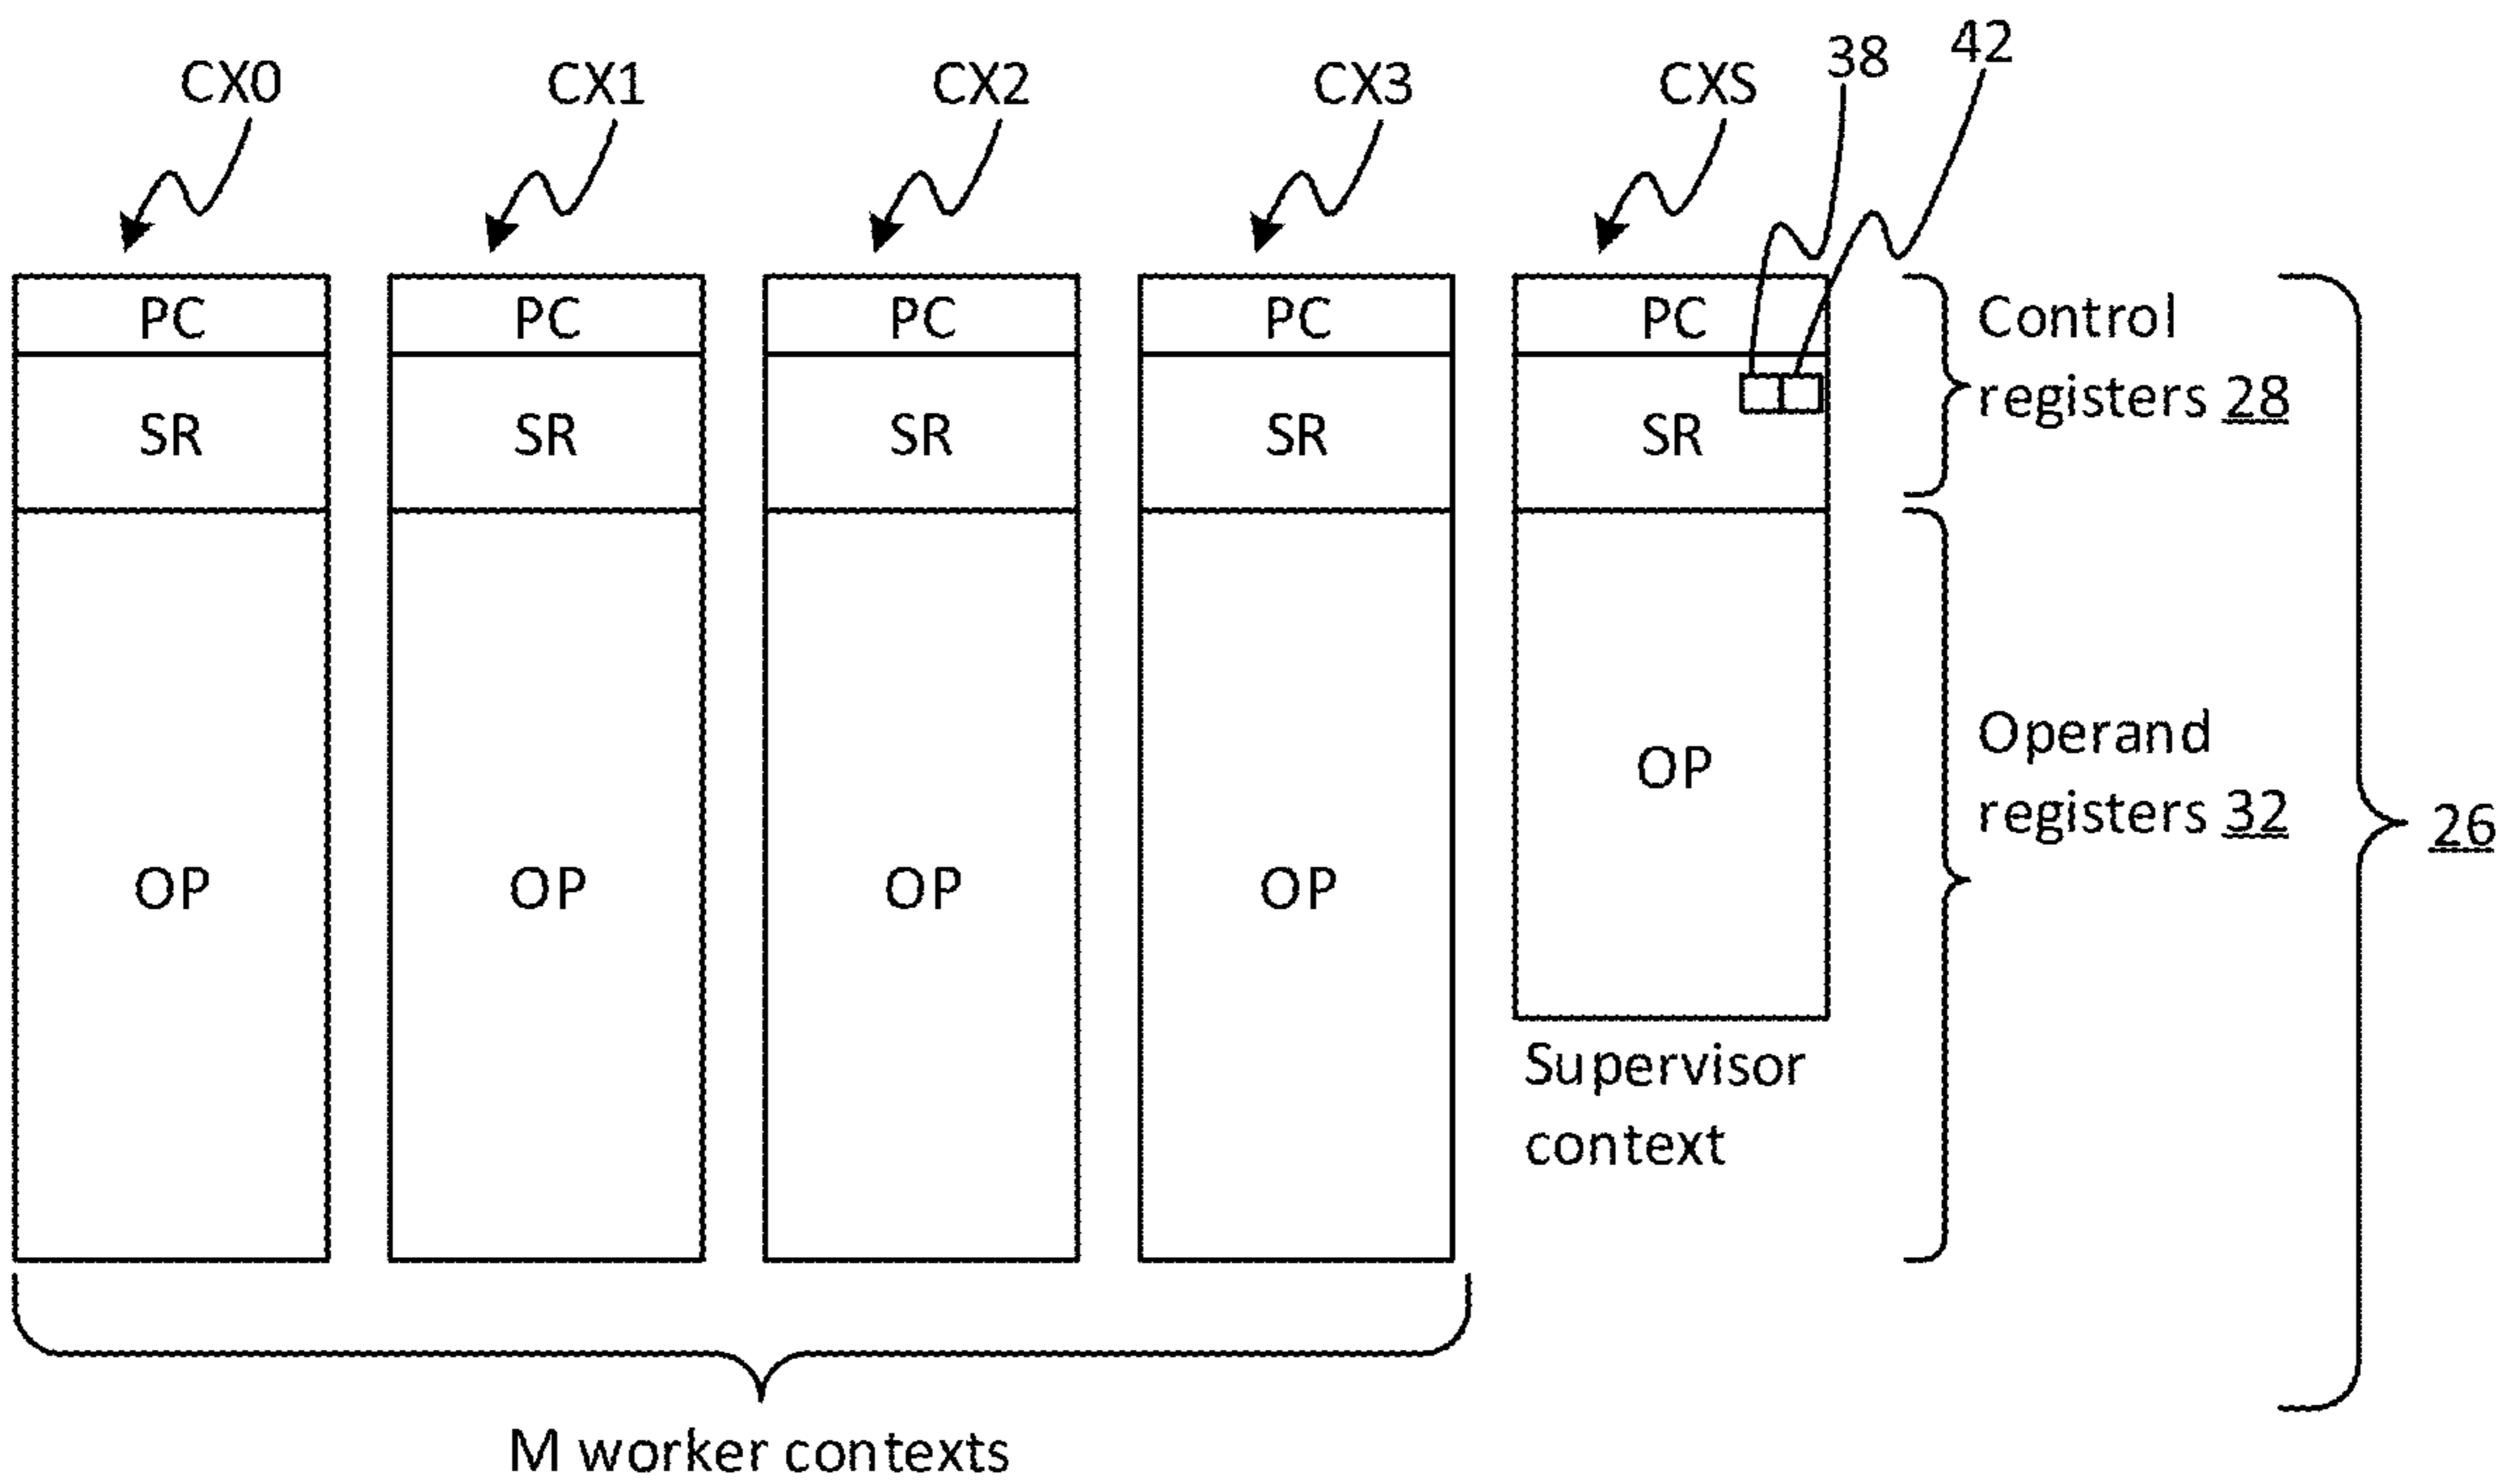 CX0
CX1
CX2
CX3
CXS
38
42
PC
PC
PC
PC
PC
Control
registers 28
SR
SR
SR
SR
SR
OP
OP
OP
OP
OP
Operand
registers 32
26
Supervisor
context
M worker contexts